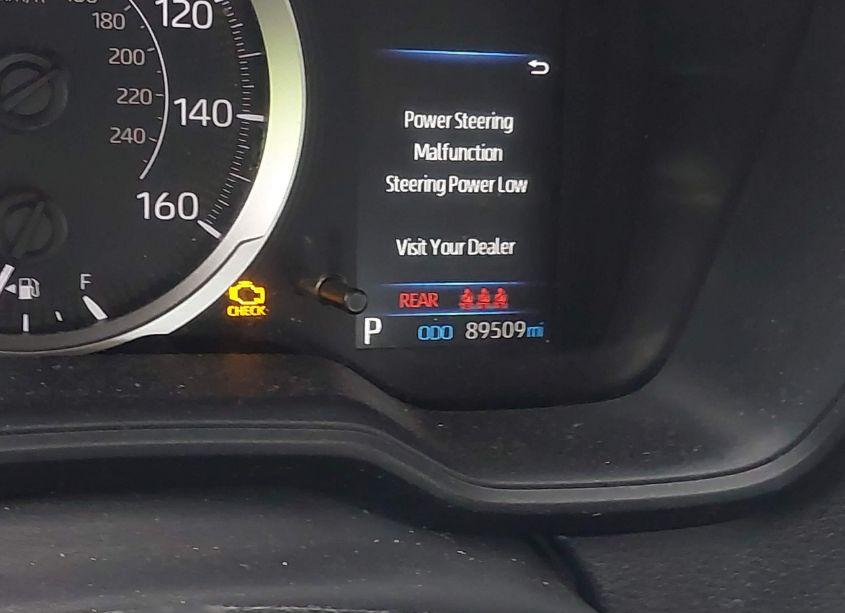 180
120
200
220
140
240
160
F
Power Steering
Malfunction
Steering Power Low
Visit Your Dealer
CHECK
REAR
P ODO 89509mi